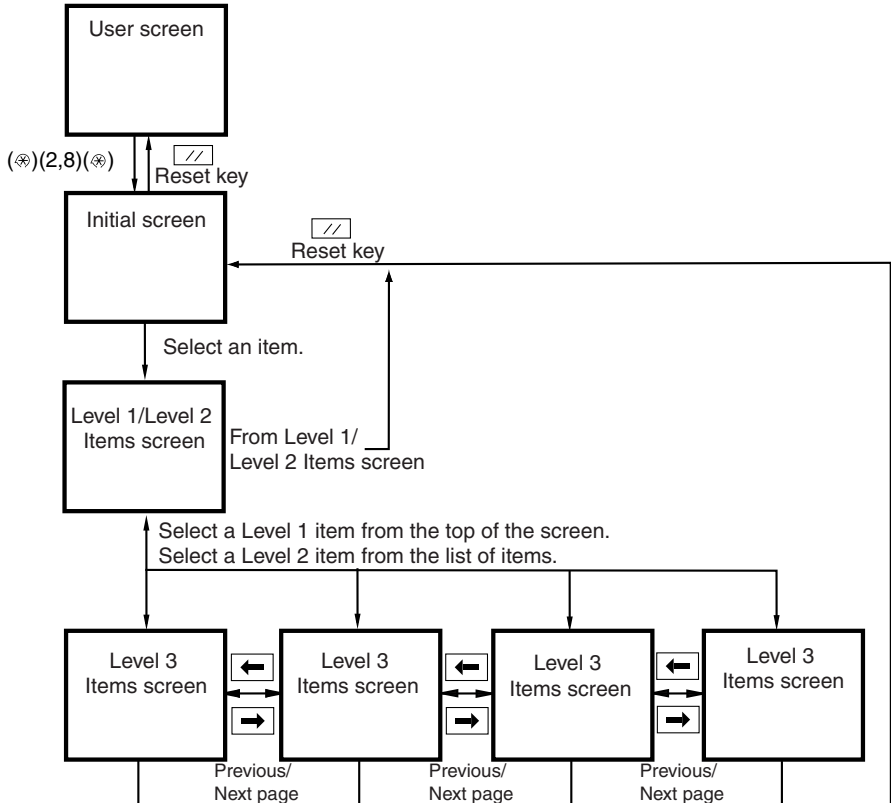 User screen
(⊛)(2,8)(⊛)
Reset key
Initial screen
Reset key
Select an item.
Level 1/Level 2
Items screen
From Level 1/
Level 2 Items screen
Select a Level 1 item from the top of the screen.
Select a Level 2 item from the list of items.
Level 3
Items screen
Level 3
Items screen
Level 3
Items screen
Level 3
Items screen
Previous/
Next page
Previous/
Next page
Previous/
Next page